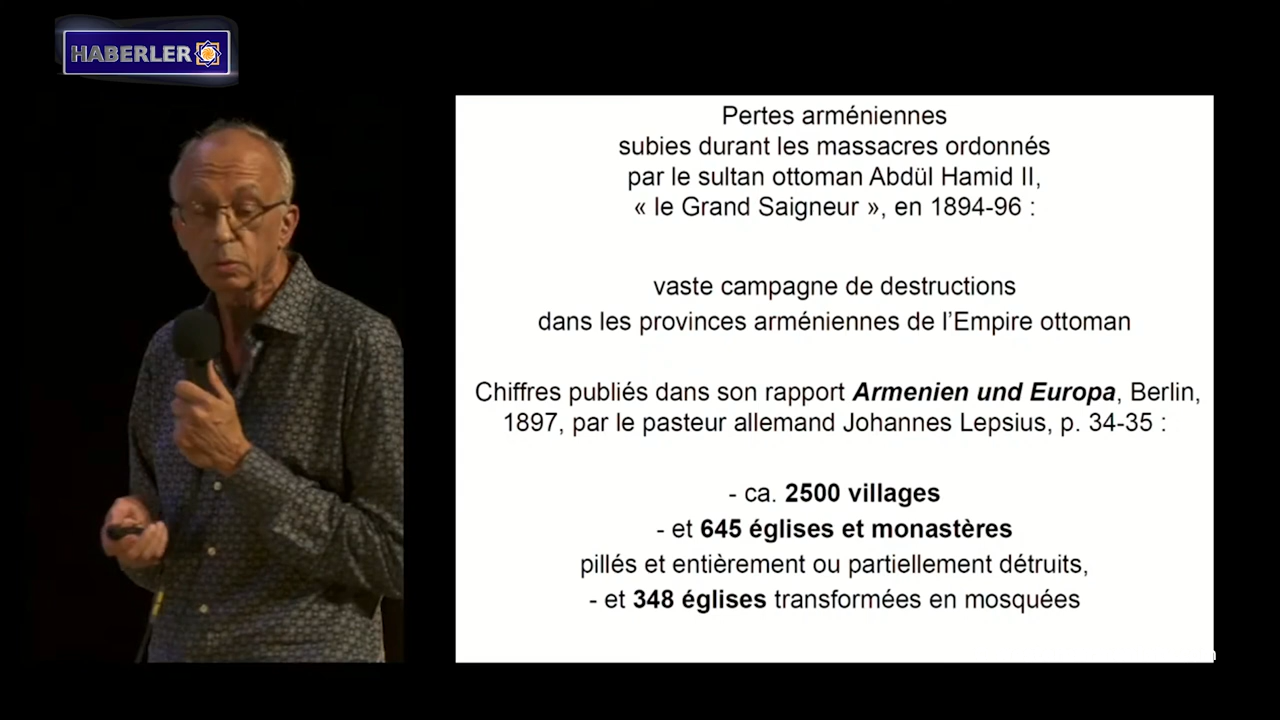 HABERLER
Pertes arméniennes
subies durant les massacres ordonnés
par le sultan ottoman Abdül Hamid II,
« le Grand Saigneur », en 1894-96 :
vaste campagne de destructions
dans les provinces arméniennes de l’Empire ottoman
Chiffres publiés dans son rapport Armenien und Europa, Berlin,
1897, par le pasteur allemand Johannes Lepsius, p. 34-35 :
- ca. 2500 villages
- et 645 églises et monastères
pillés et entièrement ou partiellement détruits,
- et 348 églises transformées en mosquées